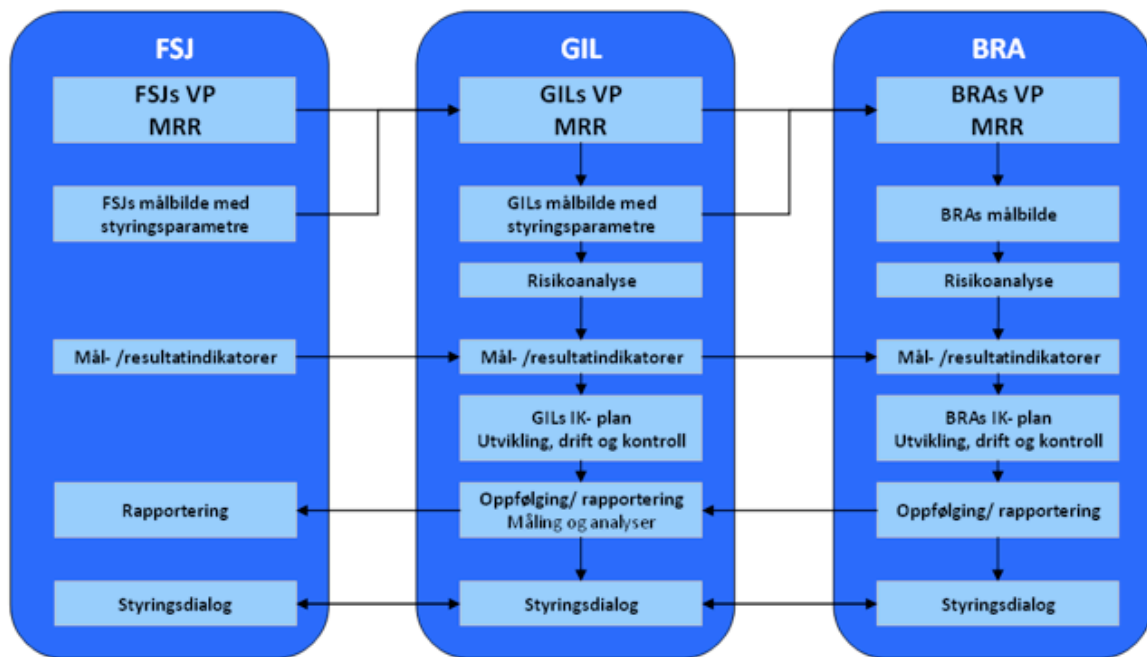 FSJ
FSJs VP
MRR
FSJs målbilde med
styringsparametre
Mål- /resultatindikatorer
Rapportering
Styringsdialog
GIL
GILs VP
MRR
GILs målbilde med
styringsparametre
Risikoanalyse
Mål- /resultatindikatorer
GILs IK- plan
Utvikling, drift og kontroll
Oppfølging/ rapportering
Måling og analyser
Styringsdialog
BRA
BRAs VP
MRR
BRAs målbilde
Risikoanalyse
Mål- /resultatindikatorer
BRAs IK- plan
Utvikling, drift og kontroll
Oppfølging/ rapportering
Styringsdialog